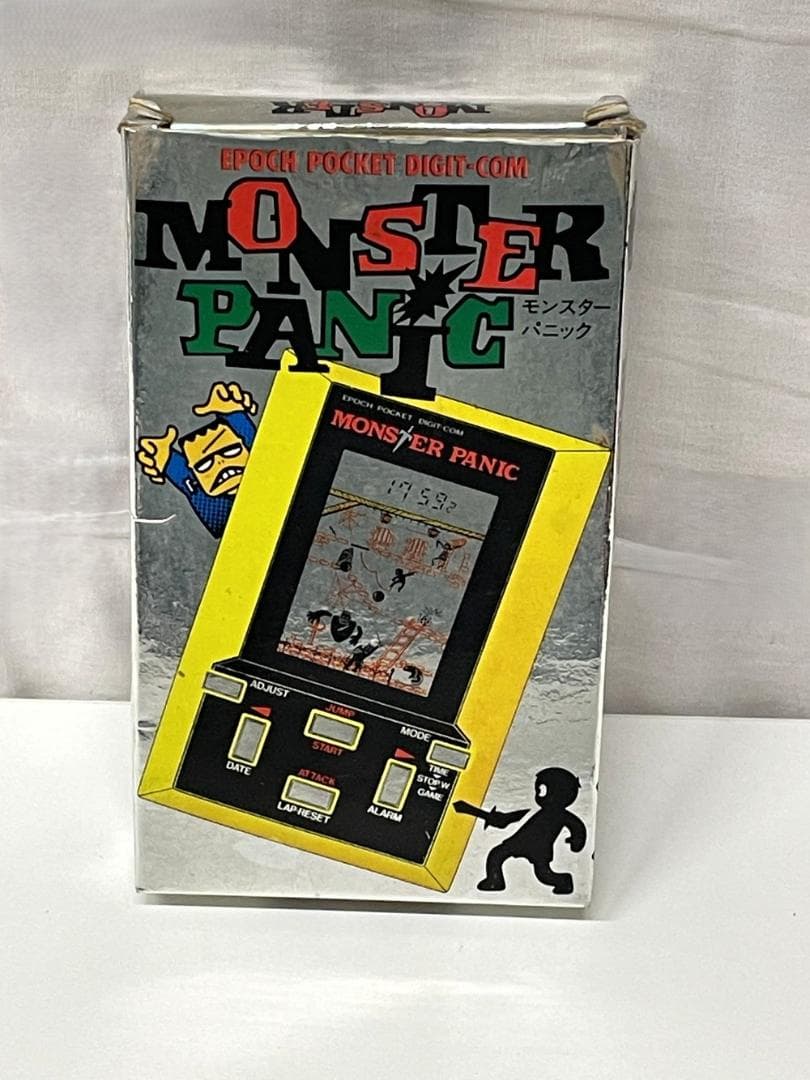 MONSTER
EPOCH POCKET DIGIT-COM
MONSTER
PANIC
モンスター
パニック
EPOCH POCKET DIGIT-COM
MONSTER PANIC
17 592
ADJUST
JUMP
START
MODE
DATE
ATTACK
LAP-RESET
ALARM
TIME
STOP W
GAME